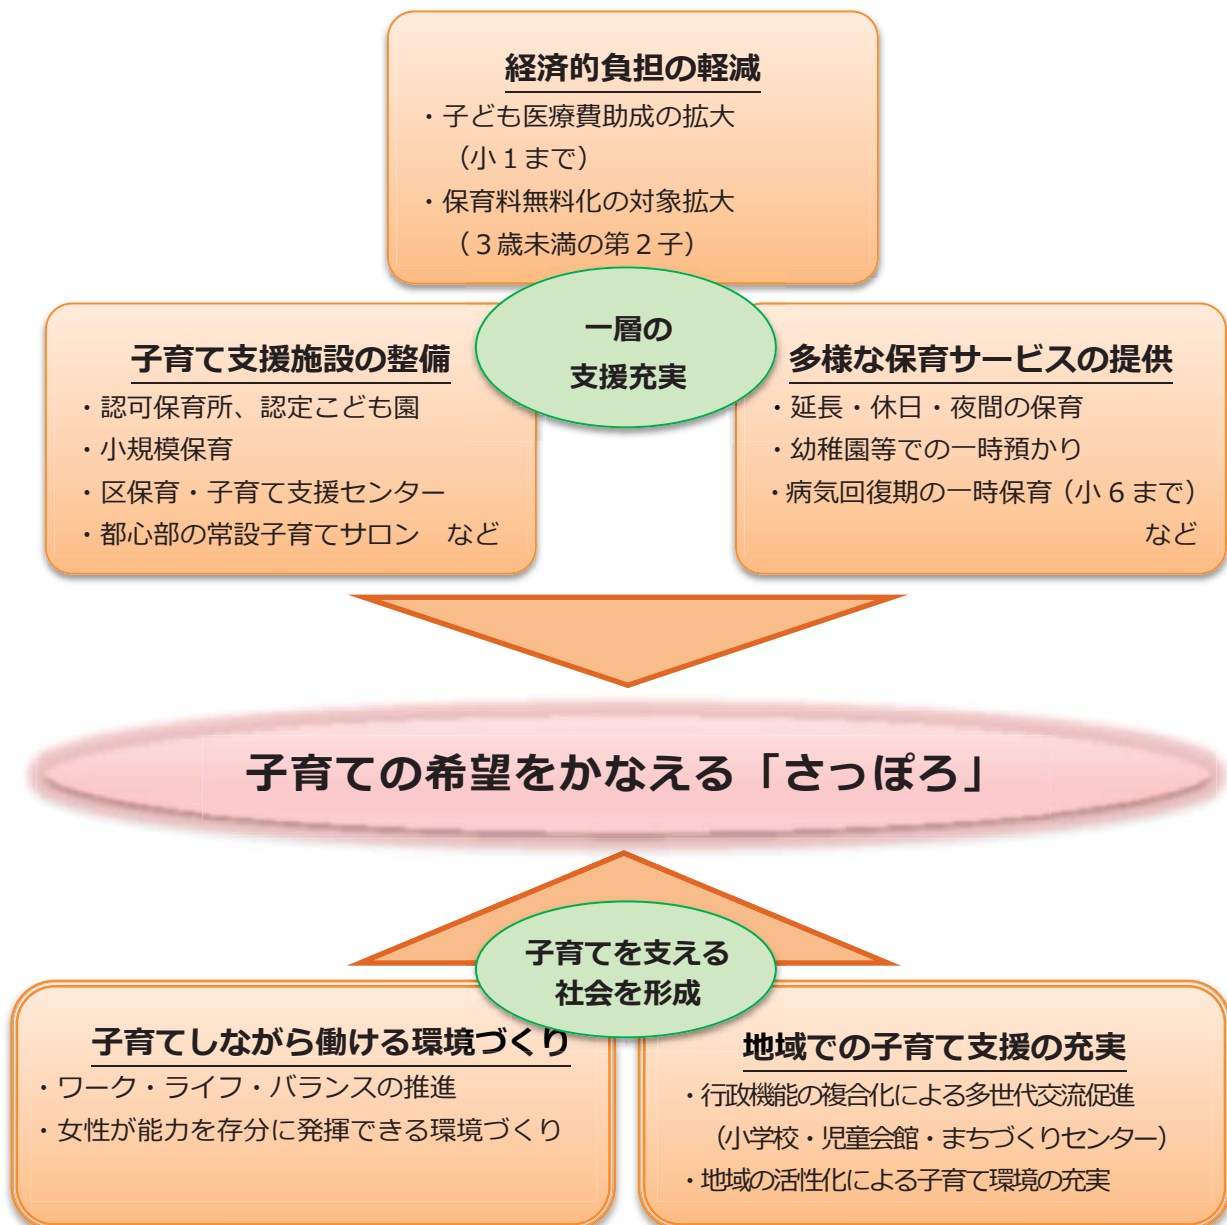 経済的負担の軽減
・子ども医療費助成の拡大
（小１まで）
・保育料無料化の対象拡大
（３歳未満の第２子）
一層の
支援充実
子育て支援施設の整備
・認可保育所、認定こども園
・小規模保育
・区保育・子育て支援センター
・都心部の常設子育てサロン　など
多様な保育サービスの提供
・延長・休日・夜間の保育
・幼稚園等での一時預かり
・病気回復期の一時保育（小６まで）
など
子育ての希望をかなえる「さっぽろ」
子育てを支える
社会を形成
子育てしながら働ける環境づくり
・ワーク・ライフ・バランスの推進
・女性が能力を存分に発揮できる環境づくり
地域での子育て支援の充実
・行政機能の複合化による多世代交流促進
（小学校・児童会館・まちづくりセンター）
・地域の活性化による子育て環境の充実